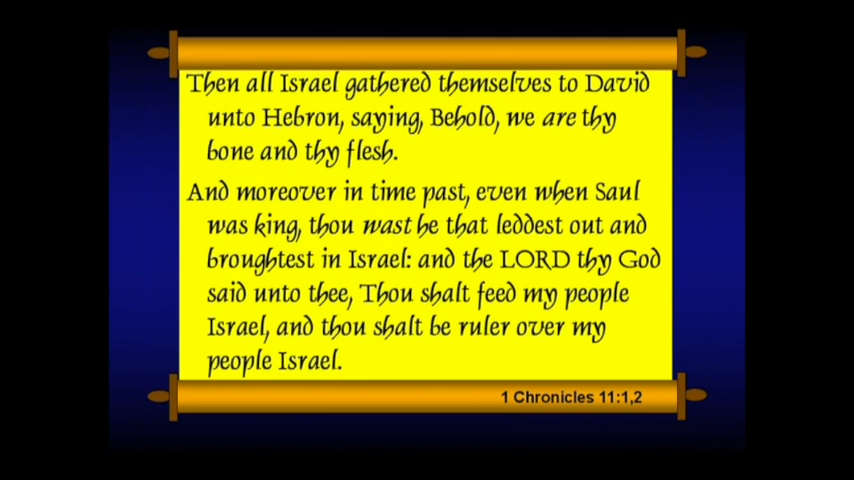 Then all Israel gathered themselves to David
unto Hebron, saying, Behold, we are thy
bone and thy flesh.
And moreover in time past, even when Saul
was king, thou wast he that leddest out and
broughtest in Israel: and the LORD thy God
said unto thee, Thou shalt feed my people
Israel, and thou shalt be ruler over my
people Israel.
1 Chronicles 11:1,2